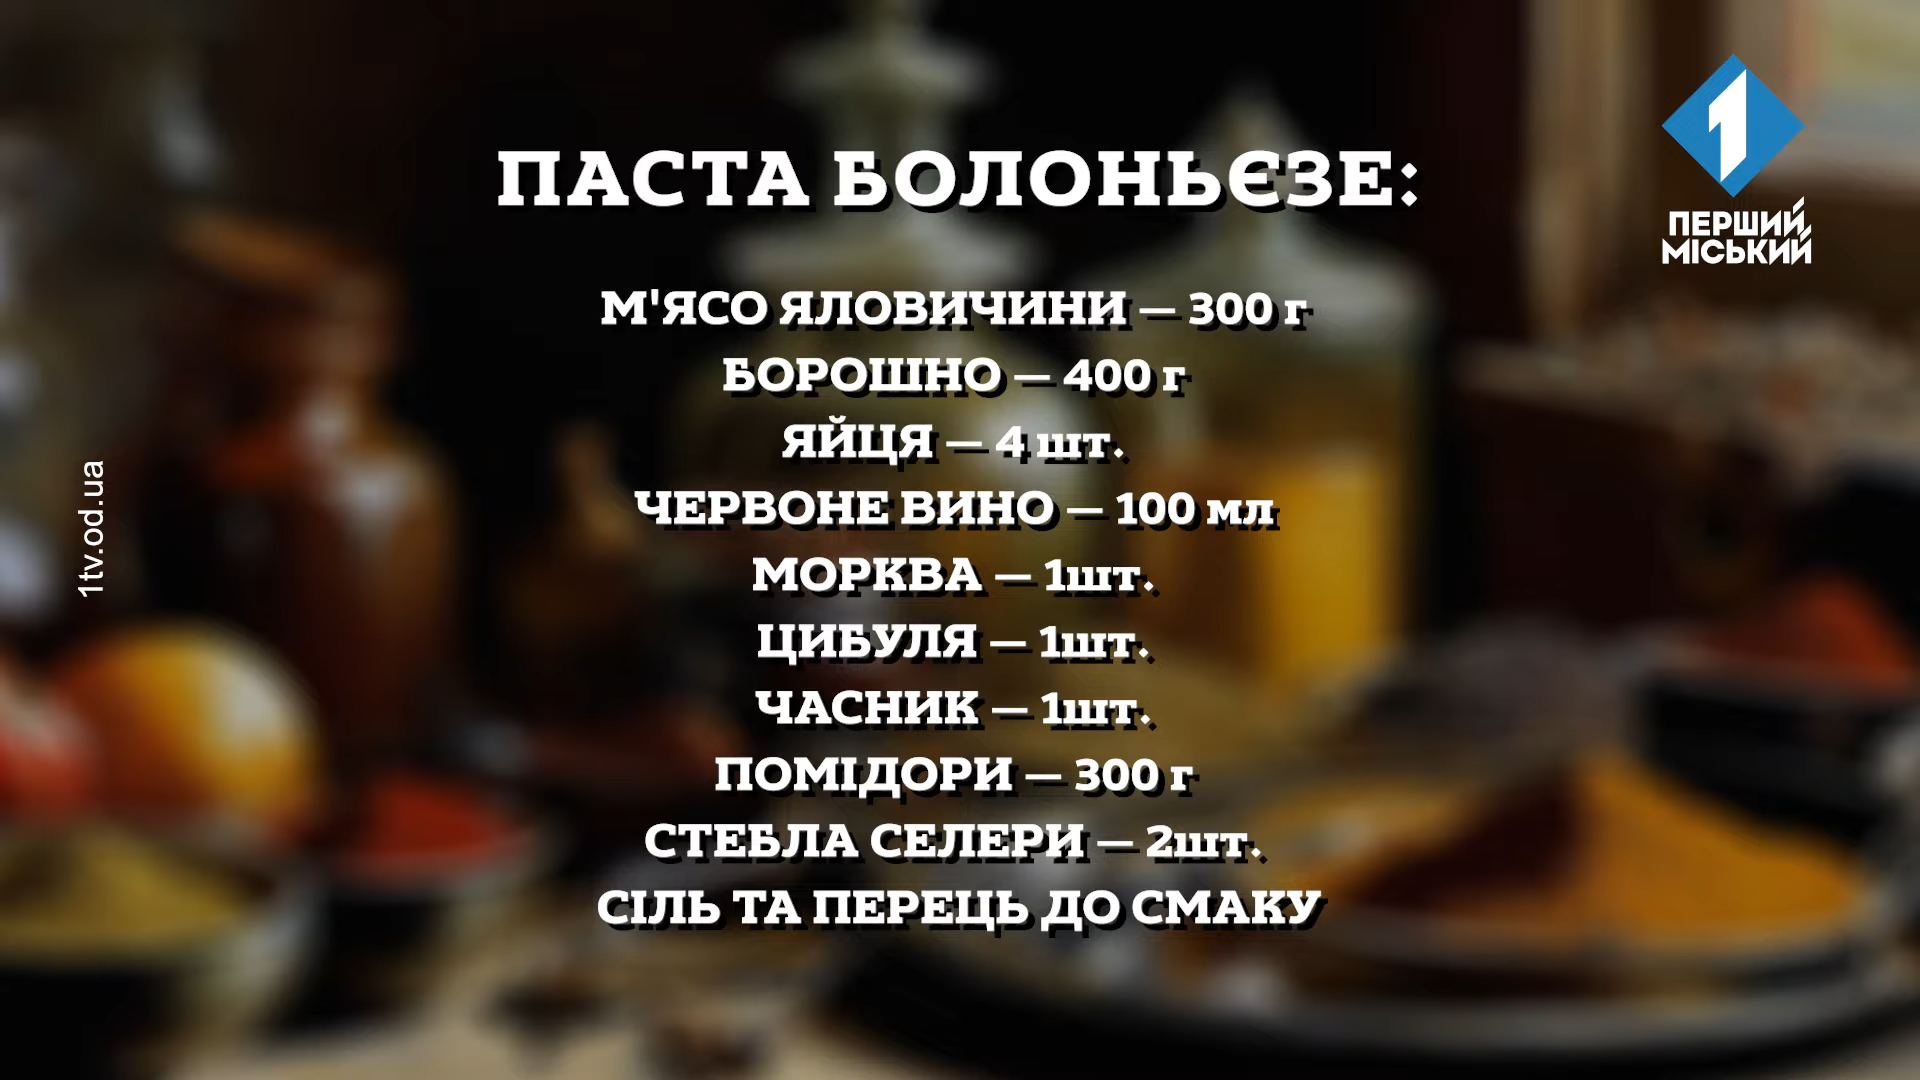 ПАСТА БОЛОНЬЄЗЕ:
М'ЯСО ЯЛОВИЧИНИ — 300 г
БОРОШНО — 400 г
ЯЙЦЯ — 4 шт.
ЧЕРВОНЕ ВИНО — 100 мл
МОРКВА — 1шт.
ЦИБУЛЯ — 1шт.
ЧАСНИК — 1шт.
ПОМІДОРИ — 300 г
СТЕБЛА СЕЛЕРИ — 2шт.
СІЛЬ ТА ПЕРЕЦЬ ДО СМАКУ
1
ПЕРШИЙ
МІСЬКИЙ
1tv.od.ua